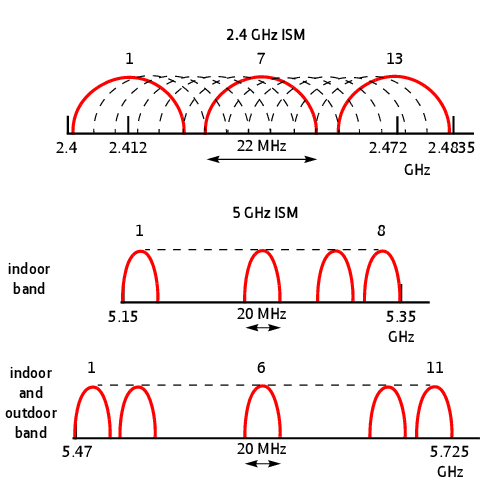 2.4 GHz ISM
1 7 13
2.4 2.412 22 MHz 2.472 2.4835
GHz
5 GHz ISM
1 8
indoor
band
5.15 20 MHz 5.35
GHz
1 6 11
indoor
and
outdoor
band
5.47 20 MHz 5.725
GHz